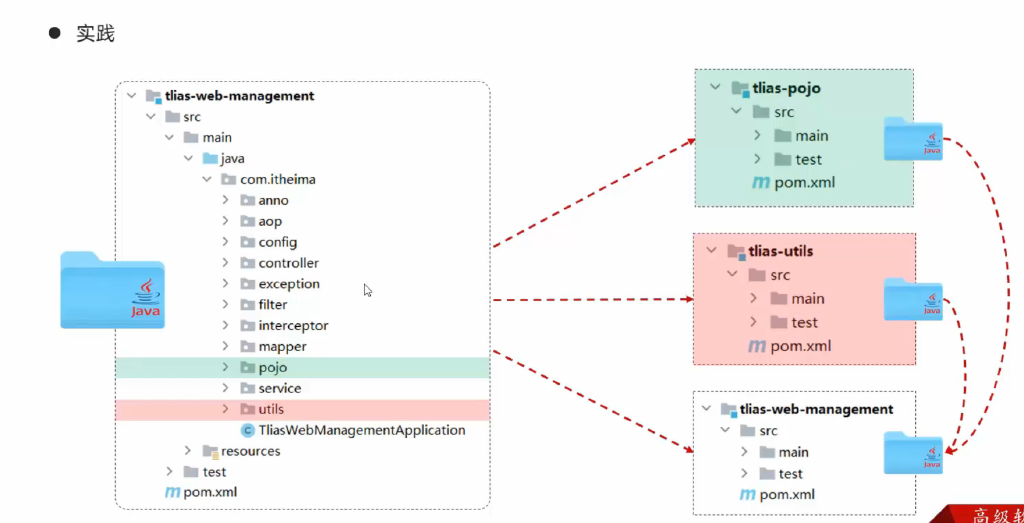 实践
tlias-web-management
src
main
java
com.itheima
anno
aop
config
controller
exception
filter
interceptor
mapper
pojo
service
utils
C TliasWebManagementApplication
resources
test
m pom.xml
Java
tlias-pojo
src
main
test
m pom.xml
Java
tlias-utils
src
main
test
m pom.xml
Java
tlias-web-management
src
main
test
m pom.xml
Java
高级软